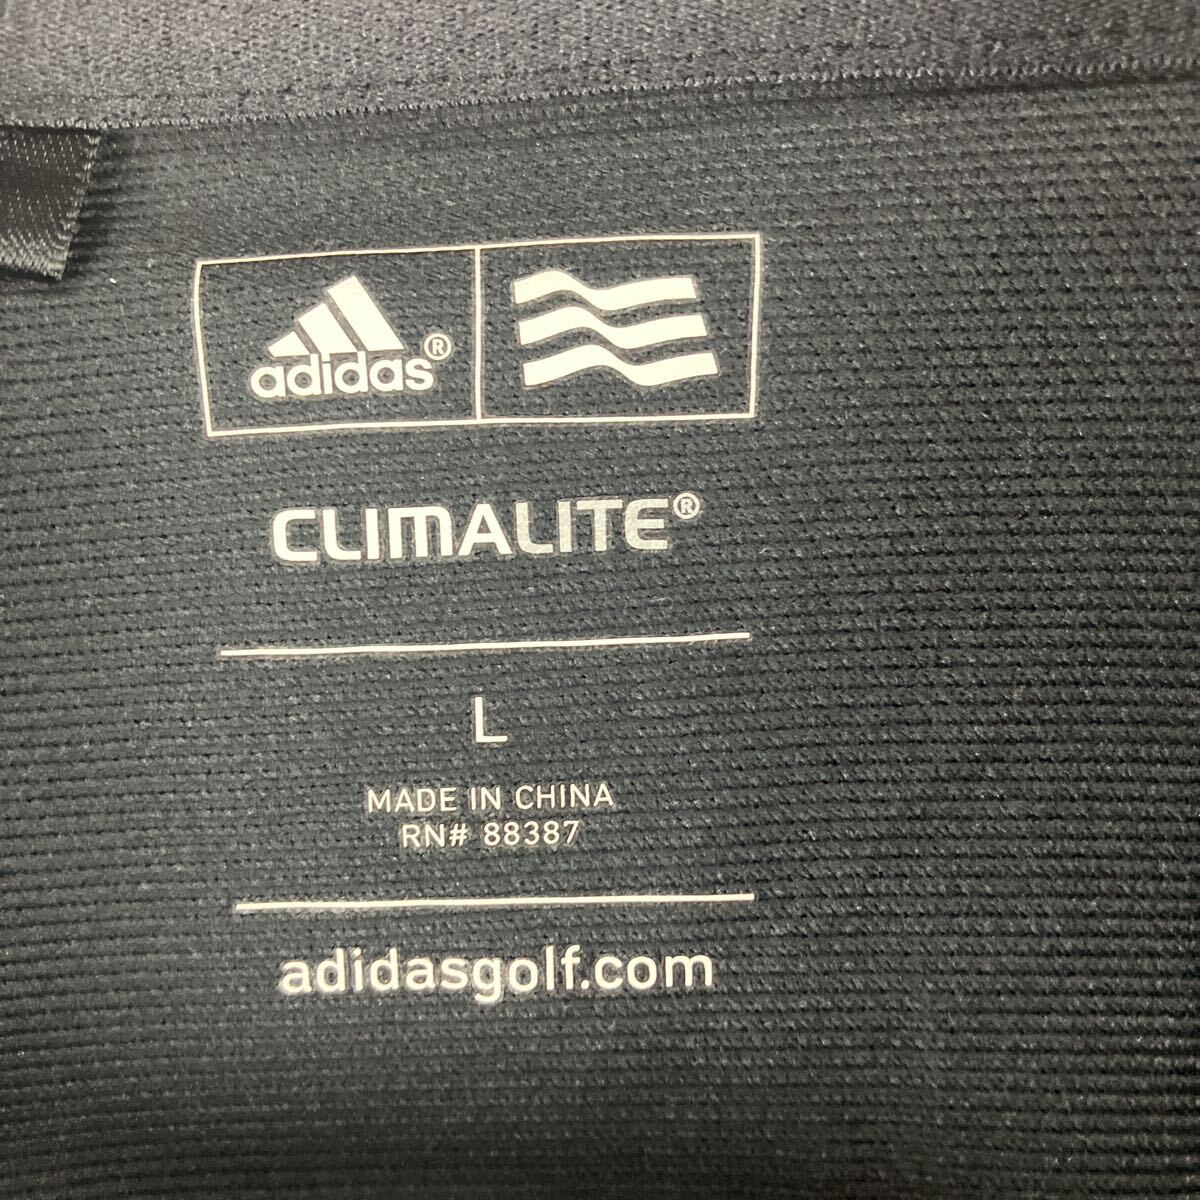 adidas®
CLIMALITE®
L
MADE IN CHINA
RN# 88387
adidasgolf.com